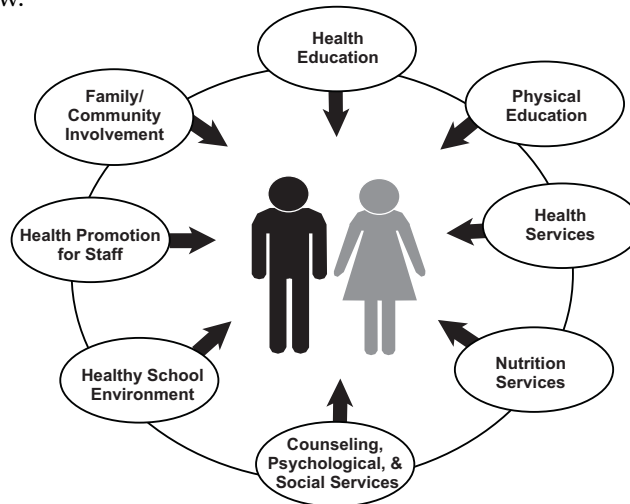 w.
Health
Education
Physical
Education
Health
Services
Nutrition
Services
Counseling,
Psychological, &
Social Services
Healthy School
Environment
Health Promotion
for Staff
Family/
Community
Involvement